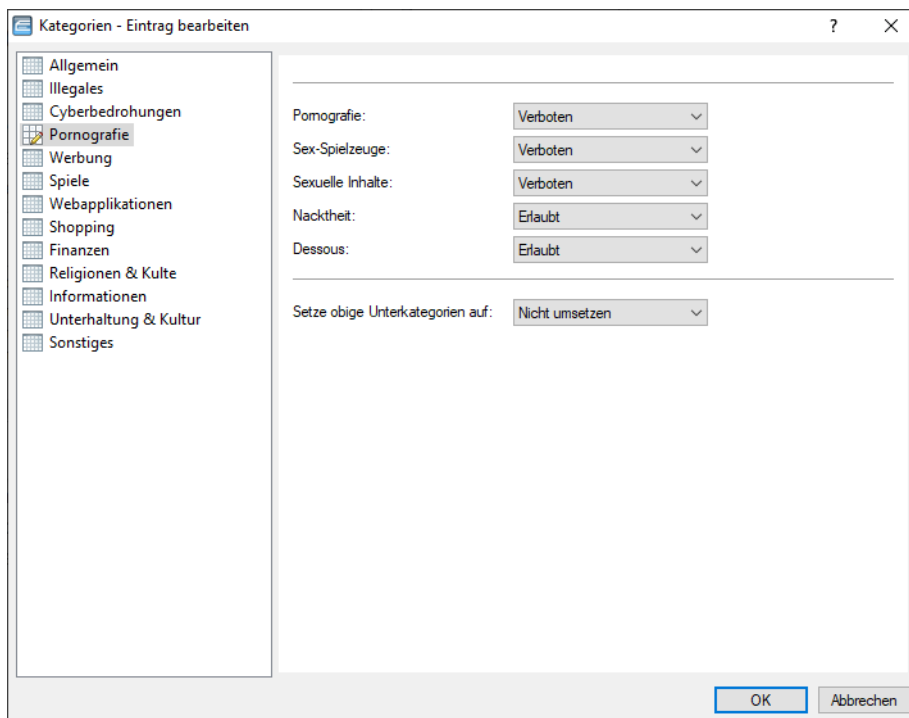 Kategorien - Eintrag bearbeiten
?
Allgemein
Illegales
Cyberbedrohungen
Pornografie
Werbung
Spiele
Webapplikationen
Shopping
Finanzen
Religionen & Kulte
Informationen
Unterhaltung & Kultur
Sonstiges
Pornografie: Verboten
Sex-Spielzeuge: Verboten
Sexuelle Inhalte: Verboten
Nacktheit: Erlaubt
Dessous: Erlaubt
Setze obige Unterkategorien auf: Nicht umsetzen
OK Abbrechen